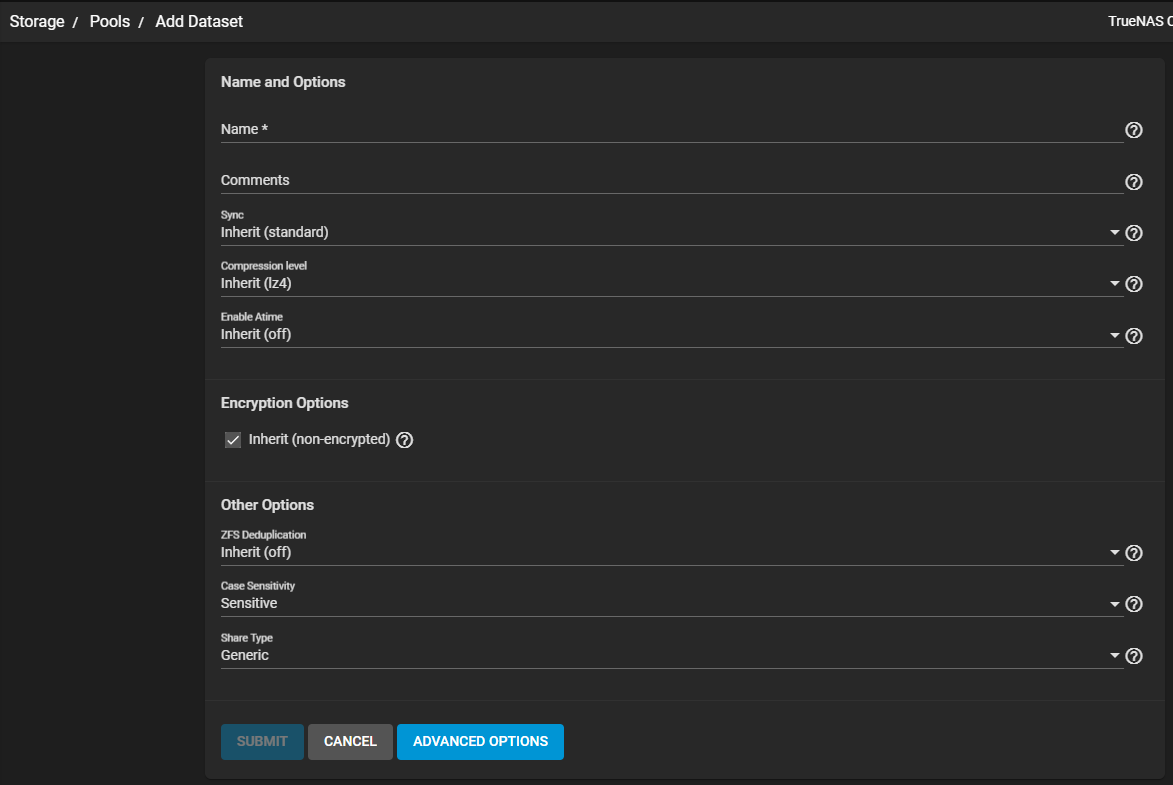 Storage / Pools / Add Dataset
TrueNAS C
Name and Options
Name *
Comments
Sync
Inherit (standard)
Compression level
Inherit (lz4)
Enable Atime
Inherit (off)
Encryption Options
Inherit (non-encrypted)
Other Options
ZFS Deduplication
Inherit (off)
Case Sensitivity
Sensitive
Share Type
Generic
SUBMIT CANCEL ADVANCED OPTIONS